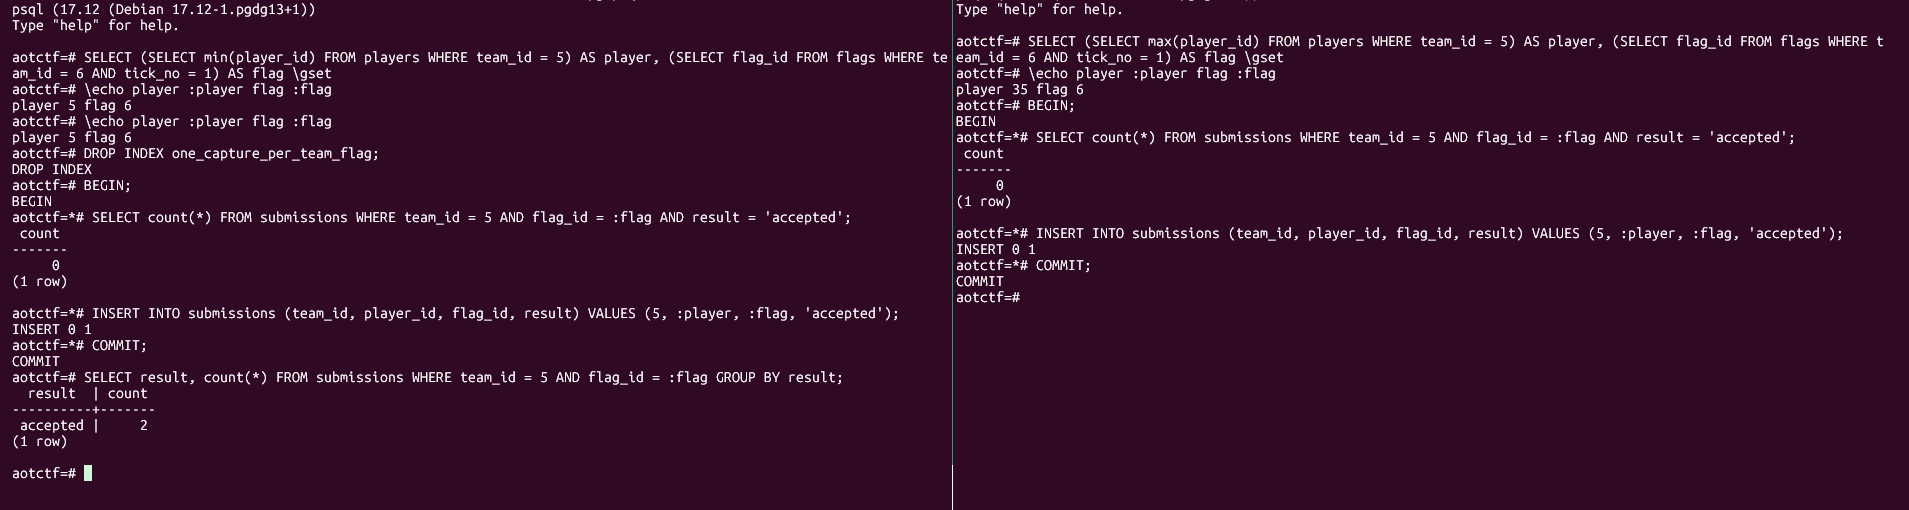 psql (17.12 (Debian 17.12-1.pgdg13+1))
Type "help" for help.

aotctf=# SELECT (SELECT min(player_id) FROM players WHERE team_id = 5) AS player, (SELECT flag_id FROM flags WHERE te
am_id = 6 AND tick_no = 1) AS flag \gset
aotctf=# \echo player :player flag :flag
player 5 flag 6
aotctf=# \echo player :player flag :flag
player 5 flag 6
aotctf=# DROP INDEX one_capture_per_team_flag;
DROP INDEX
aotctf=# BEGIN;
BEGIN
aotctf=*# SELECT count(*) FROM submissions WHERE team_id = 5 AND flag_id = :flag AND result = 'accepted';
 count
-------
     0
(1 row)

aotctf=*# INSERT INTO submissions (team_id, player_id, flag_id, result) VALUES (5, :player, :flag, 'accepted');
INSERT 0 1
aotctf=*# COMMIT;
COMMIT
aotctf=# SELECT result, count(*) FROM submissions WHERE team_id = 5 AND flag_id = :flag GROUP BY result;
  result  | count
----------+-------
 accepted |     2
(1 row)

aotctf=#
Type "help" for help.

aotctf=# SELECT (SELECT max(player_id) FROM players WHERE team_id = 5) AS player, (SELECT flag_id FROM flags WHERE t
eam_id = 6 AND tick_no = 1) AS flag \gset
aotctf=# \echo player :player flag :flag
player 35 flag 6
aotctf=# BEGIN;
BEGIN
aotctf=*# SELECT count(*) FROM submissions WHERE team_id = 5 AND flag_id = :flag AND result = 'accepted';
 count
-------
     0
(1 row)

aotctf=*# INSERT INTO submissions (team_id, player_id, flag_id, result) VALUES (5, :player, :flag, 'accepted');
INSERT 0 1
aotctf=*# COMMIT;
COMMIT
aotctf=#